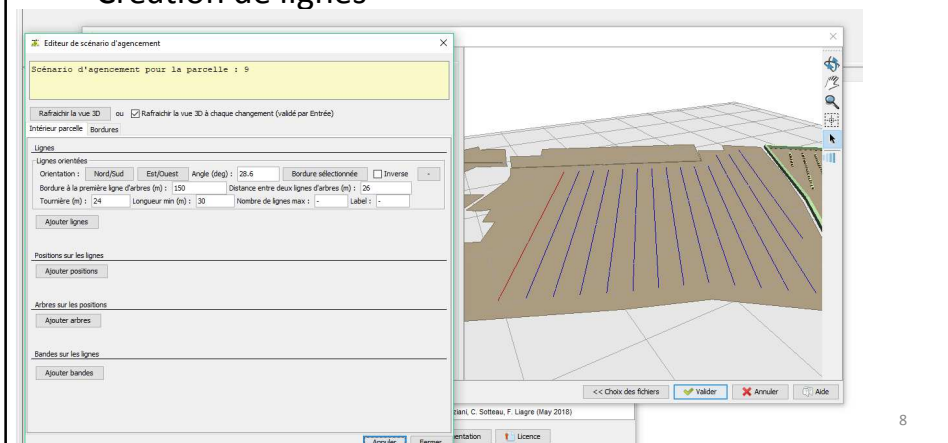 Création de lignes
Editeur de scénario d'agencement
Scénario d'agencement pour la parcelle : 9
Rafraichir la vue 3D ou Rafraichir la vue 3D à chaque changement (validé par Entrée)
Intérieur parcelle Bordures
Lignes
Lignes orientées
Orientation : Nord/Sud Est/Ouest Angle (deg) : 28.6 Bordure sélectionnée Inverse -
Bordure à la première ligne d'arbres (m) : 150 Distance entre deux lignes d'arbres (m) : 26
Tournière (m) : 24 Longueur min (m) : 30 Nombre de lignes max : - Label : -
Ajouter lignes
Positions sur les lignes
Ajouter positions
Arbres sur les positions
Ajouter arbres
Bandes sur les lignes
Ajouter bandes
<< Choix des fichiers Valider Annuler Aide
C. Sotteau, F. Liagre (May 2018)
Licence
Annuler Fermer
8